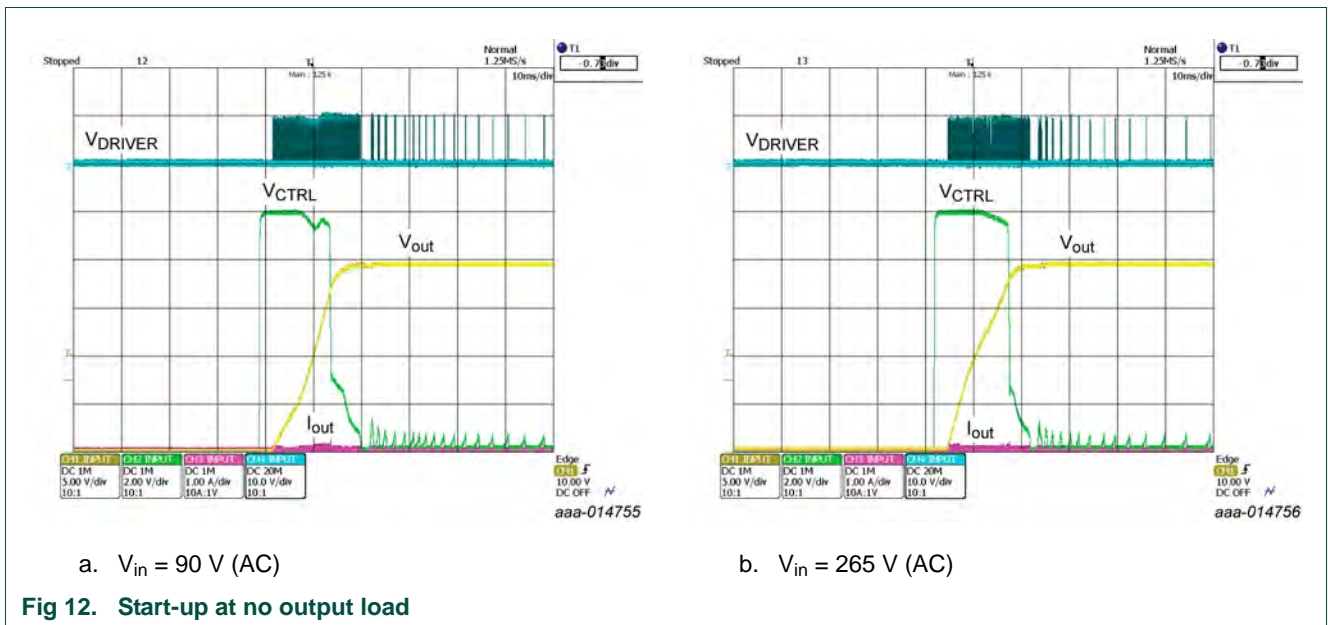 Stopped 12 Normal 1.25MS/s
Main : 125 k 10ms/div
T1
VDRIVER
VCTRL
Vout
Iout
CH1 INPUT CH2 INPUT CH3 INPUT CH4 INPUT
DC 1M DC 1M DC 1M DC 20M
5.00 V/div 2.00 V/div 1.00 A/div 10.0 V/div
10:1 10:1 10A:1V 10:1
Edge
CH1
10.00 V
DC OFF
aaa-014755
a. Vin = 90 V (AC)
Stopped 13 Normal 1.25MS/s
Main : 125 k 10ms/div
T1
VDRIVER
VCTRL
Vout
Iout
CH1 INPUT CH2 INPUT CH3 INPUT CH4 INPUT
DC 1M DC 1M DC 1M DC 20M
5.00 V/div 2.00 V/div 1.00 A/div 10.0 V/div
10:1 10:1 10A:1V 10:1
Edge
CH1
10.00 V
DC OFF
aaa-014756
b. Vin = 265 V (AC)
Fig 12. Start-up at no output load